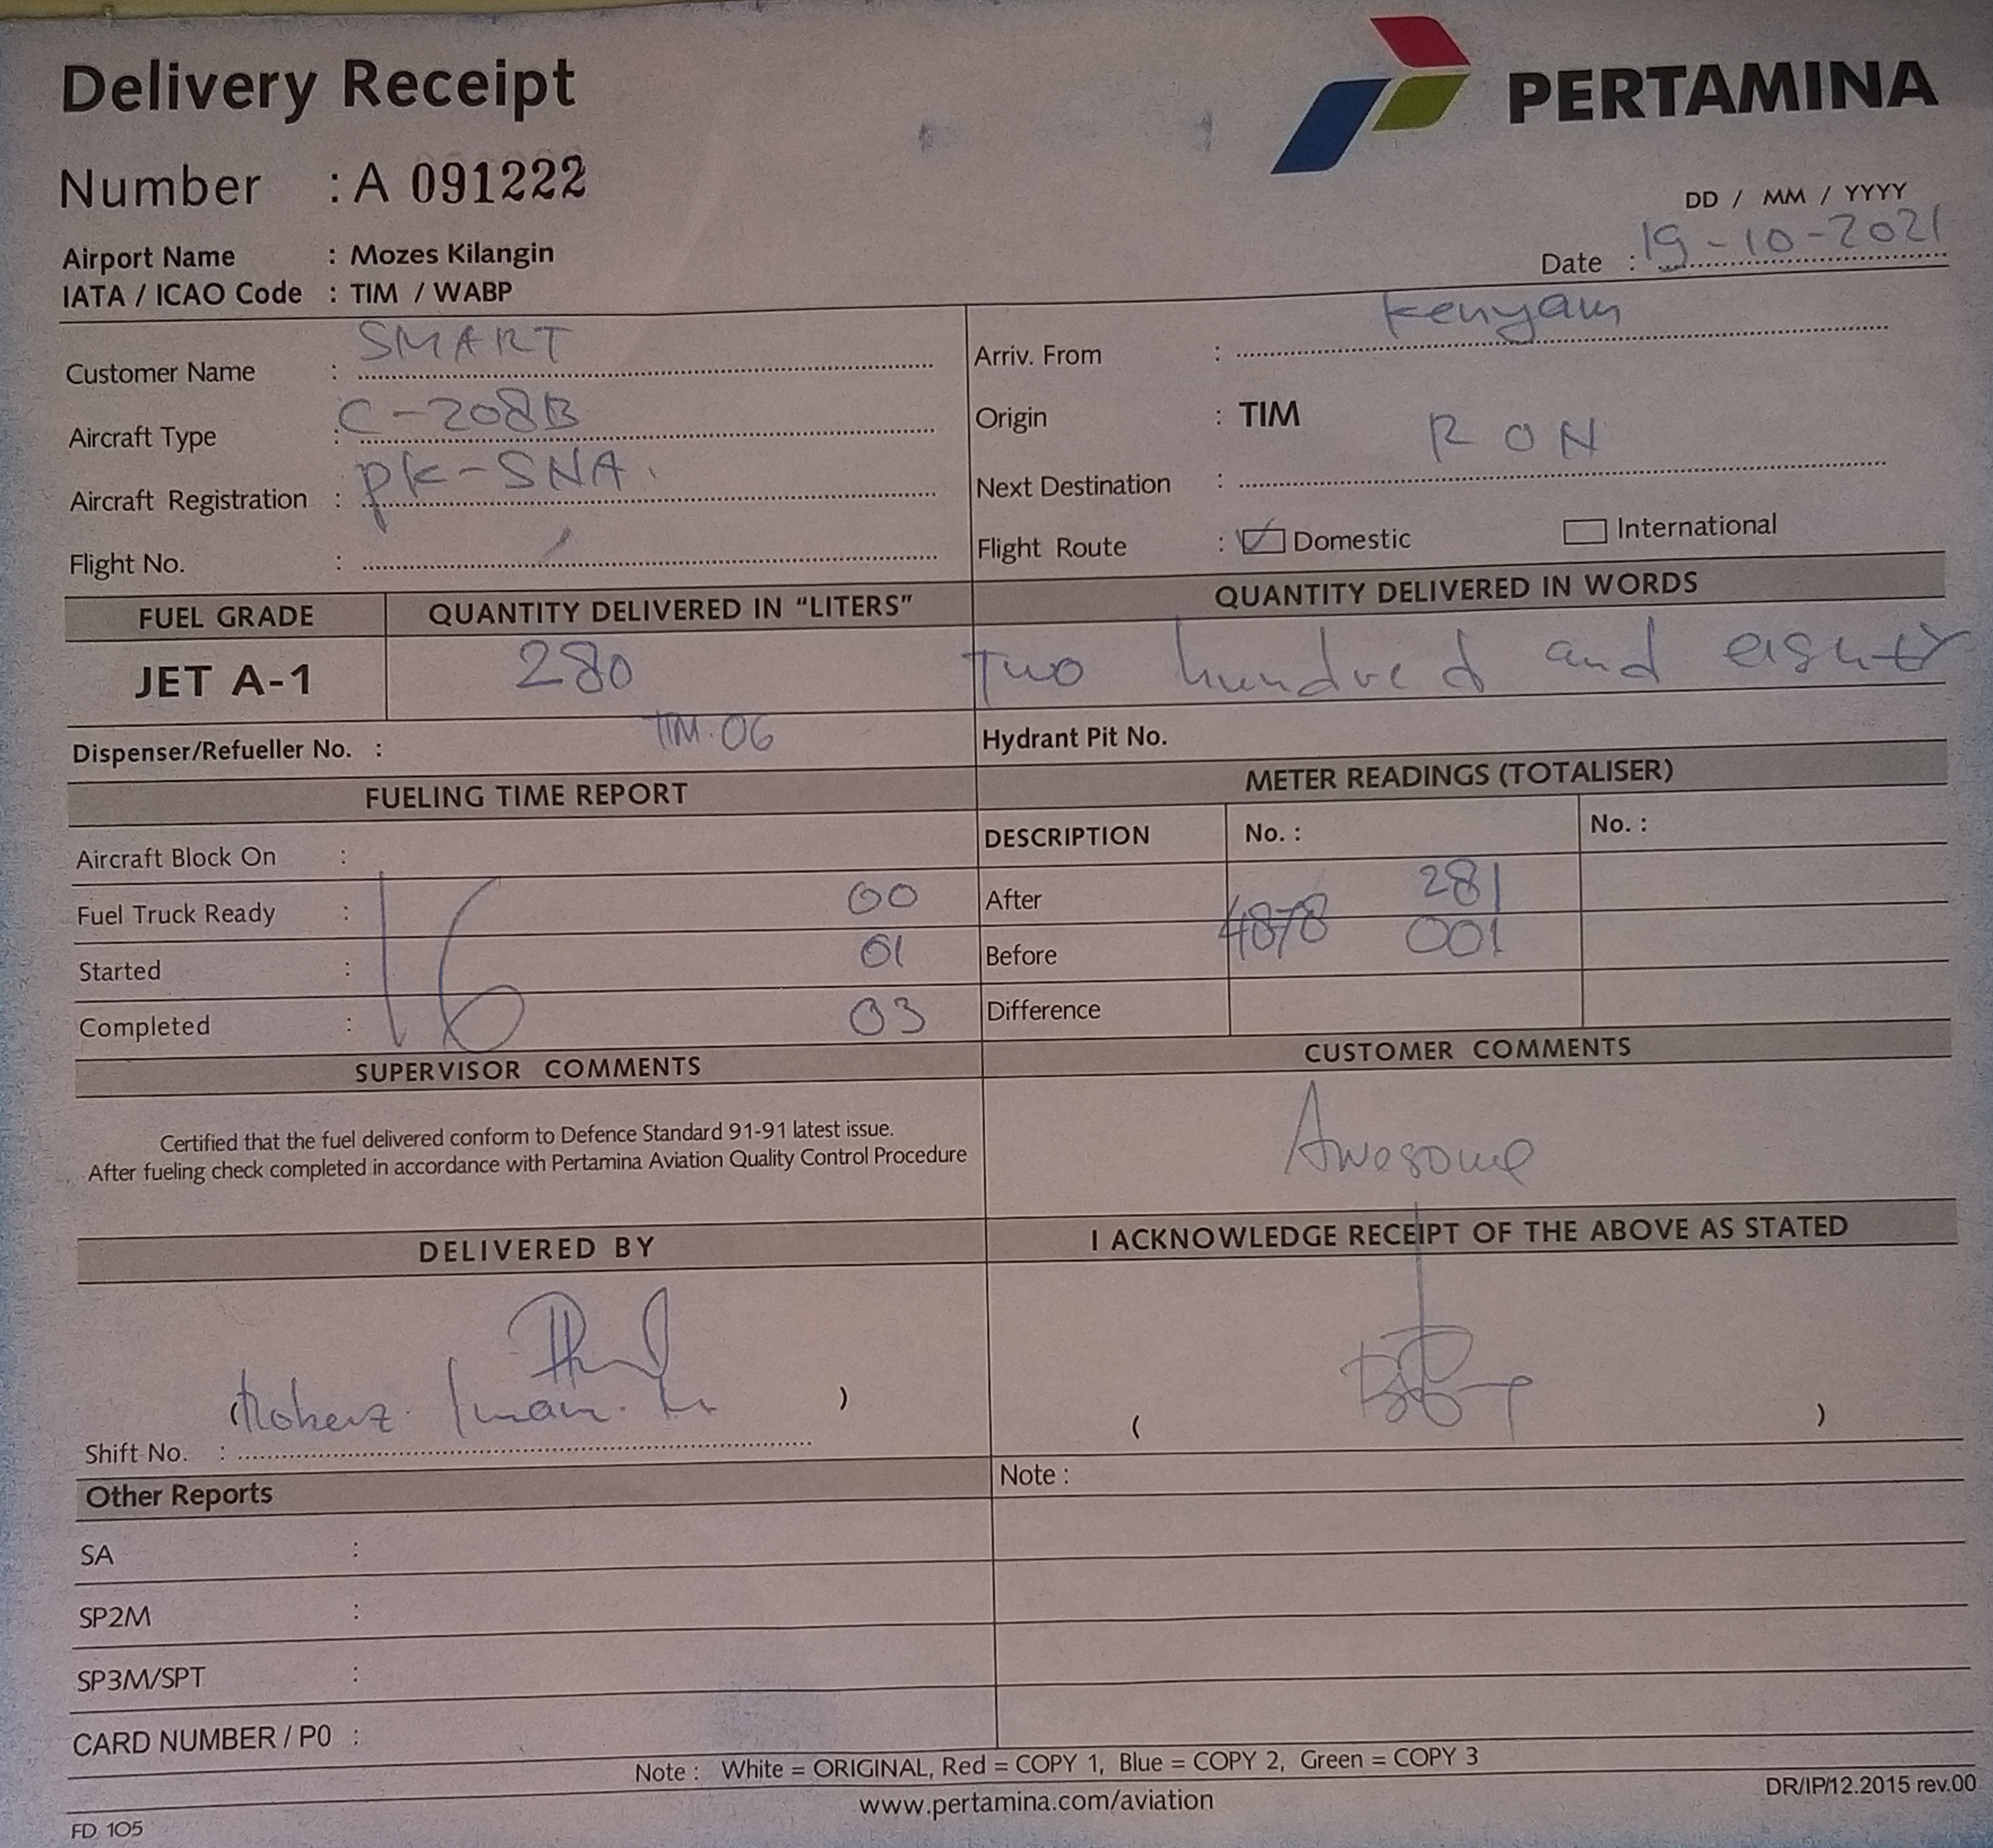 Delivery Receipt
PERTAMINA
Number : A 091222
DD / MM / YYYY
Airport Name : Mozes Kilangin
Date : 19-10-2021
IATA / ICAO Code : TIM / WABP
Customer Name : SMART
Arriv. From : Kenyam
Aircraft Type : C-208B
Origin : TIM
Aircraft Registration : PK-SNA.
Next Destination : RON
Flight No. : /
Flight Route : Domestic International
FUEL GRADE QUANTITY DELIVERED IN “LITERS” QUANTITY DELIVERED IN WORDS
JET A-1 280 Two hundred and eighty
Dispenser/Refueller No. : TIM.06 Hydrant Pit No.
FUELING TIME REPORT METER READINGS (TOTALISER)
Aircraft Block On : DESCRIPTION No. : No. :
Fuel Truck Ready : 16 00 After 4878 281
Started : 01 Before 001
Completed : 03 Difference
SUPERVISOR COMMENTS CUSTOMER COMMENTS
Certified that the fuel delivered conform to Defence Standard 91-91 latest issue.
After fueling check completed in accordance with Pertamina Aviation Quality Control Procedure
Awesome
DELIVERED BY I ACKNOWLEDGE RECEIPT OF THE ABOVE AS STATED
( ) ( )
Shift No. :
Note :
Other Reports
SA :
SP2M :
SP3M/SPT :
CARD NUMBER / P0 :
Note : White = ORIGINAL, Red = COPY 1, Blue = COPY 2, Green = COPY 3
www.pertamina.com/aviation
DR/IP/12.2015 rev.00
FD 105